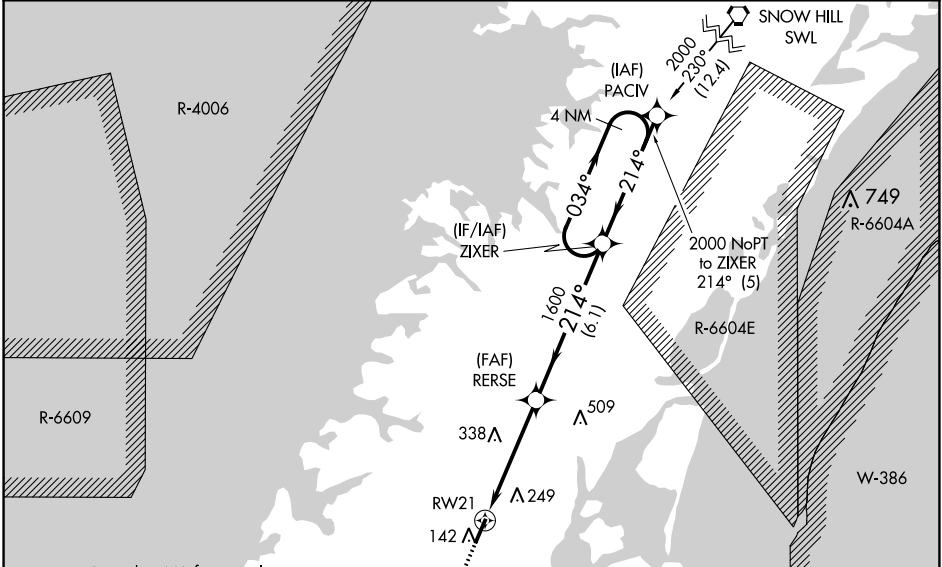 SNOW HILL
SWL
2000
230°
(12.4)
(IAF)
PACIV
4 NM
R-4006
034°
214°
749
R-6604A
(IF/IAF)
ZIXER
2000 NoPT
to ZIXER
214° (5)
1600
214°
(6.1)
R-6604E
(FAF)
RERSE
R-6609
509
338
W-386
249
RW21
142